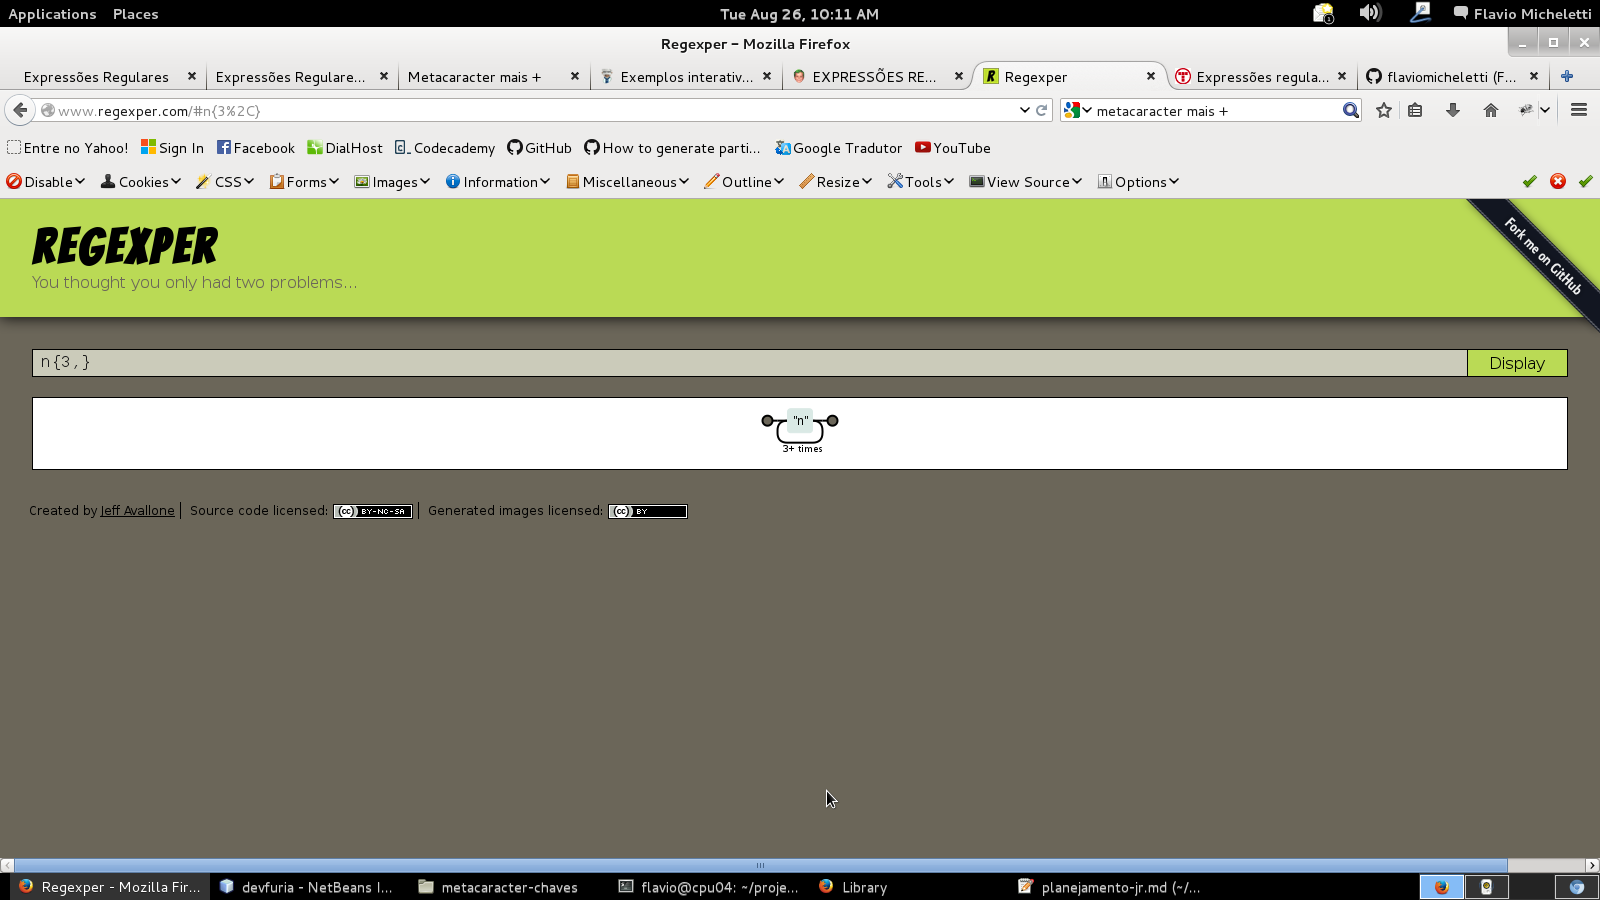 Applications Places Tue Aug 26, 10:11 AM Flavio Micheletti
Regexper - Mozilla Firefox
Expressões Regulares Expressões Regulare... Metacaracter mais + Exemplos interativ... EXPRESSÕES RE... Regexper Expressões regula... flaviomicheletti (F...
www.regexper.com/#n{3%2C} metacaracter mais +
Entre no Yahoo! Sign In Facebook DialHost Codecademy GitHub How to generate parti... Google Tradutor YouTube
Disable Cookies CSS Forms Images Information Miscellaneous Outline Resize Tools View Source Options
REGEXPER
You thought you only had two problems...
Fork me on GitHub
n{3,} Display
"n"
3+ times
Created by Jeff Avallone | Source code licensed: cc BY-NC-SA | Generated images licensed: cc BY
Regexper - Mozilla Fir... devfuria - NetBeans I... metacaracter-chaves flavio@cpu04: ~/proje... Library planejamento-jr.md (~/...